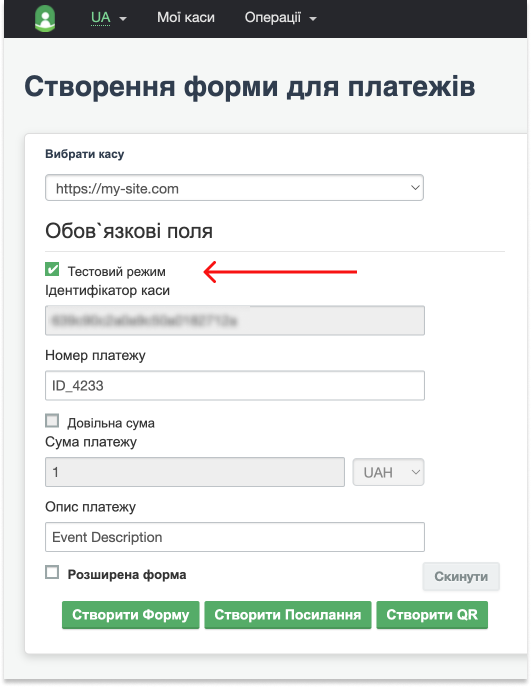 UA Мої каси Операції
Створення форми для платежів
Вибрати касу
https://my-site.com
Обов`язкові поля
Тестовий режим
Ідентифікатор каси
Номер платежу
ID_4233
Довільна сума
Сума платежу
1 UAH
Опис платежу
Event Description
Розширена форма
Скинути
Створити Форму Створити Посилання Створити QR